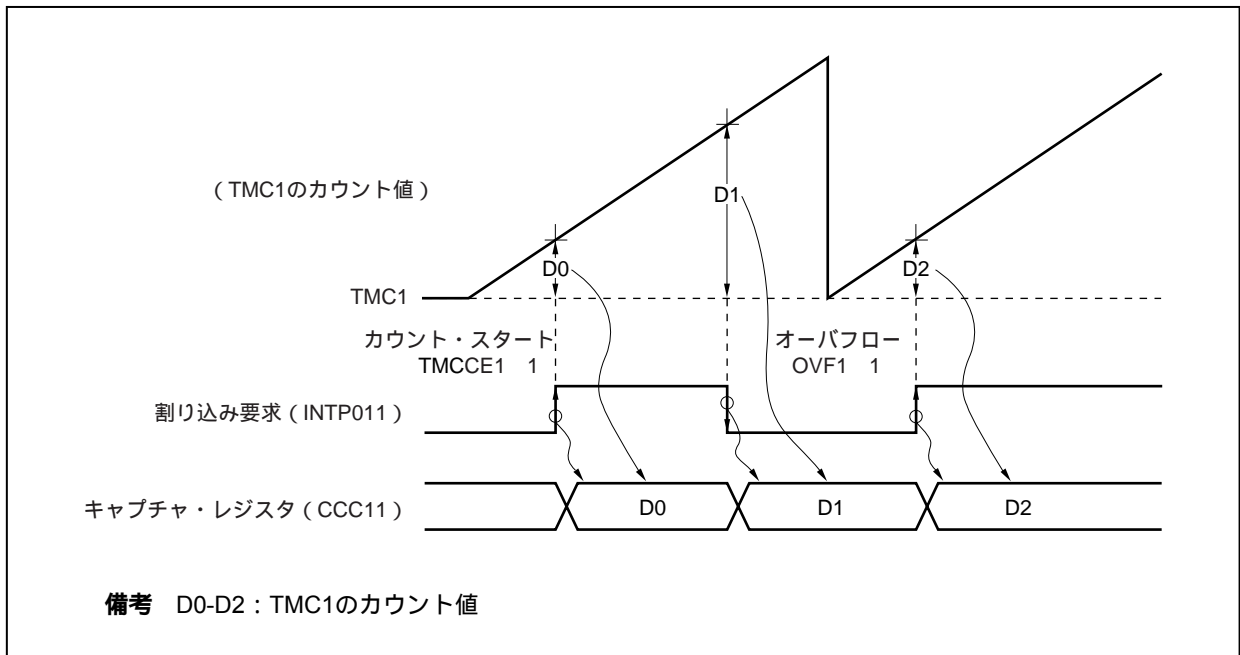 （TMC1のカウント値）
D1
D0
D2
TMC1
カウント・スタート
TMCCE1 1
オーバフロー
OVF1 1
割り込み要求（INTP011）
キャプチャ・レジスタ（CCC11）
D0
D1
D2
備考 D0-D2：TMC1のカウント値